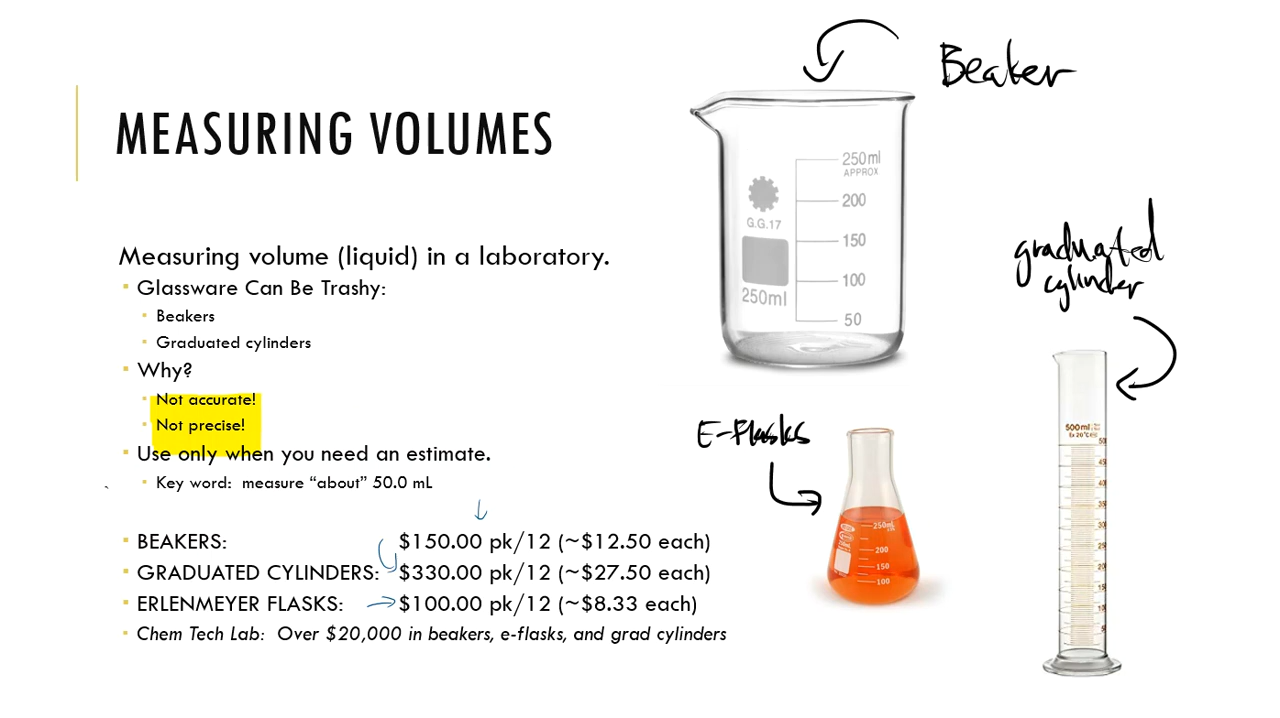 MEASURING VOLUMES
Measuring volume (liquid) in a laboratory.
Glassware Can Be Trashy:
Beakers
Graduated cylinders
Why?
Not accurate!
Not precise!
Use only when you need an estimate.
Key word: measure “about” 50.0 mL
BEAKERS: $150.00 pk/12 (~$12.50 each)
GRADUATED CYLINDERS: $330.00 pk/12 (~$27.50 each)
ERLENMEYER FLASKS: $100.00 pk/12 (~$8.33 each)
Chem Tech Lab: Over $20,000 in beakers, e-flasks, and grad cylinders
Beaker
250ml
APPROX
200
G.G.17
150
100
250ml
50
graduated
cylinder
500ml
Ex 20°C
E-Flasks
250mL
200
150
100